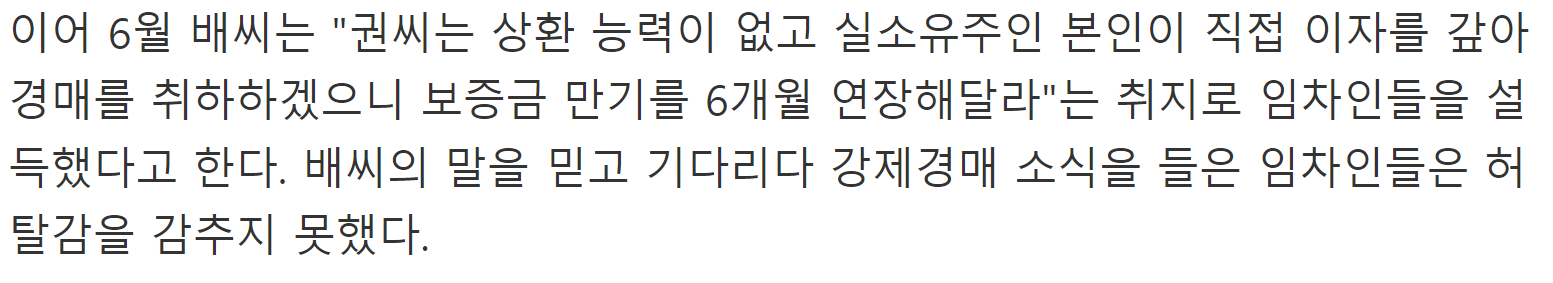 이어 6월 배씨는 "권씨는 상환 능력이 없고 실소유주인 본인이 직접 이자를 갚아
경매를 취하하겠으니 보증금 만기를 6개월 연장해달라"는 취지로 임차인들을 설
득했다고 한다. 배씨의 말을 믿고 기다리다 강제경매 소식을 들은 임차인들은 허
탈감을 감추지 못했다.